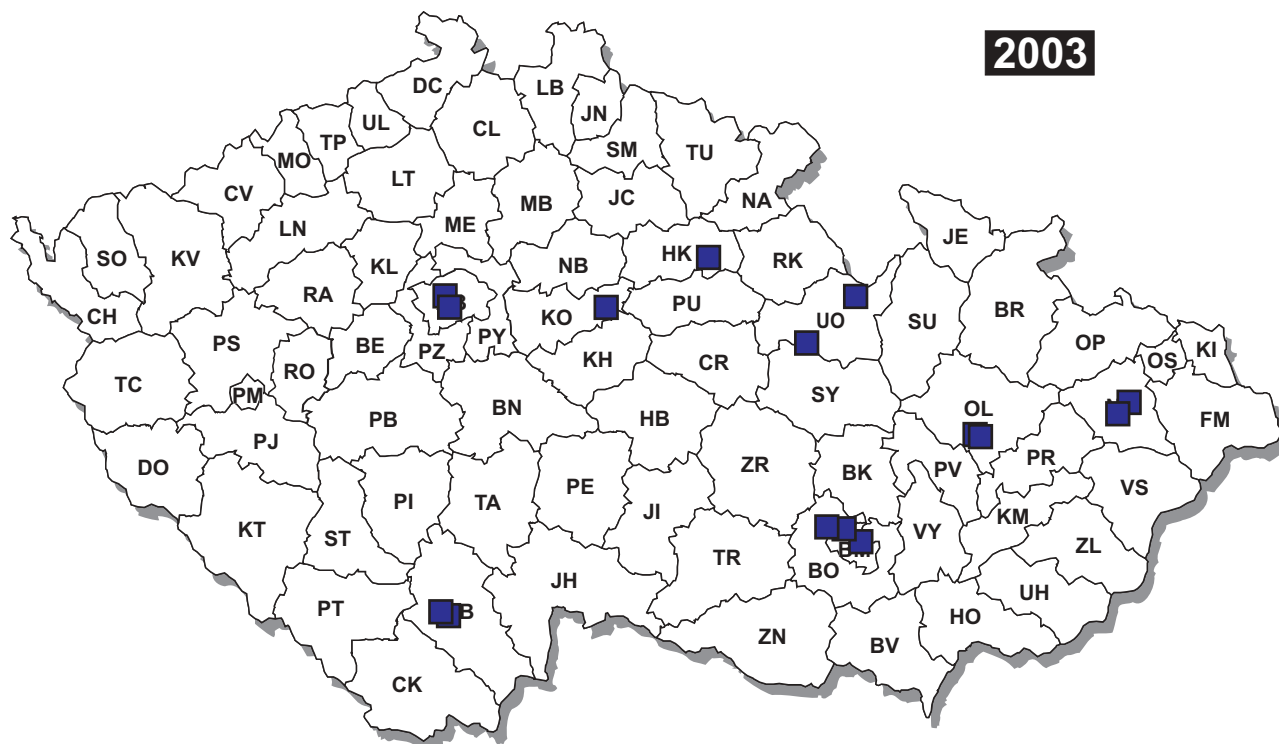 2003
DC
LB
JN
UL
CL
TP
MO
SM
TU
LT
CV
JC
MB
NA
ME
LN
JE
SO
KV
HK
KL
NB
RK
RA
BR
CH
KO
PU
UO
SU
PS
PY
BE
PZ
OP
KI
RO
KH
CR
OS
TC
PM
SY
BN
OL
PB
HB
FM
PJ
PR
DO
ZR
BK
PV
VS
PE
PI
TA
JI
KM
KT
VY
ST
ZL
TR
BO
JH
UH
PT
B
HO
ZN
BV
CK